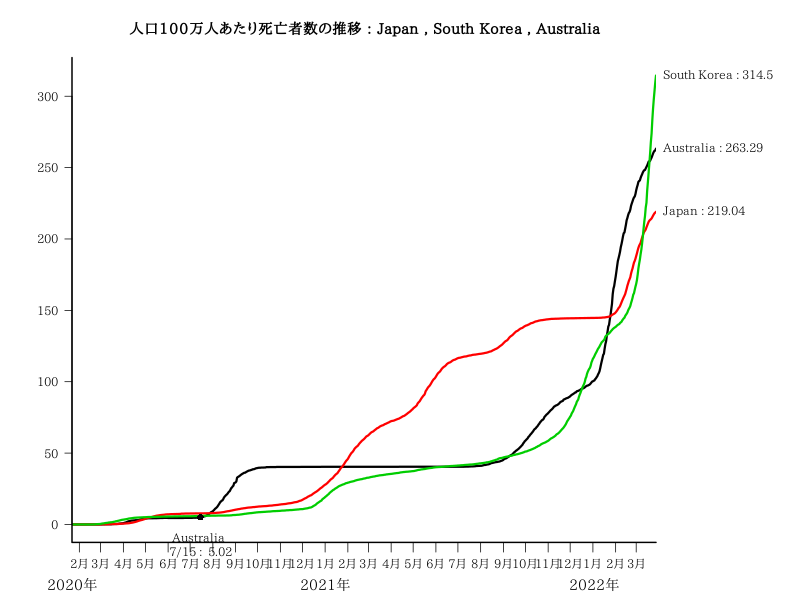 人口100万人あたり死亡者数の推移 : Japan , South Korea , Australia
South Korea : 314.5
300
Australia : 263.29
250
Japan : 219.04
200
150
100
50
0
Australia
7/15 : 5.02
2月 3月 4月 5月 6月 7月 8月 9月 10月 11月 12月 1月 2月 3月 4月 5月 6月 7月 8月 9月 10月 11月 12月 1月 2月 3月
2020年 2021年 2022年